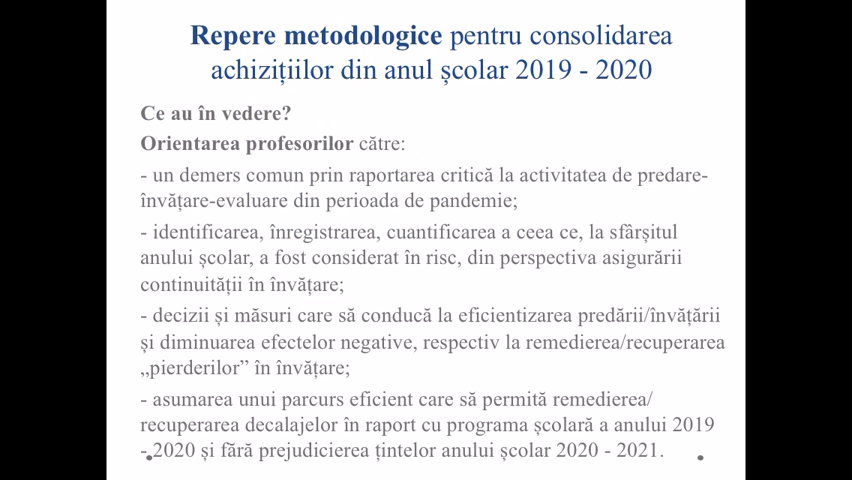 Repere metodologice pentru consolidarea
achizițiilor din anul școlar 2019 - 2020
Ce au în vedere?
Orientarea profesorilor către:
- un demers comun prin raportarea critică la activitatea de predare-
învățare-evaluare din perioada de pandemie;
- identificarea, înregistrarea, cuantificarea a ceea ce, la sfârșitul
anului școlar, a fost considerat în risc, din perspectiva asigurării
continuității în învățare;
- decizii și măsuri care să conducă la eficientizarea predării/învățării
și diminuarea efectelor negative, respectiv la remedierea/recuperarea
„pierderilor” în învățare;
- asumarea unui parcurs eficient care să permită remedierea/
recuperarea decalajelor în raport cu programa școlară a anului 2019
- 2020 și fără prejudicierea țintelor anului școlar 2020 - 2021.